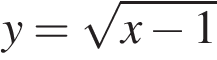 y = √(x − 1)